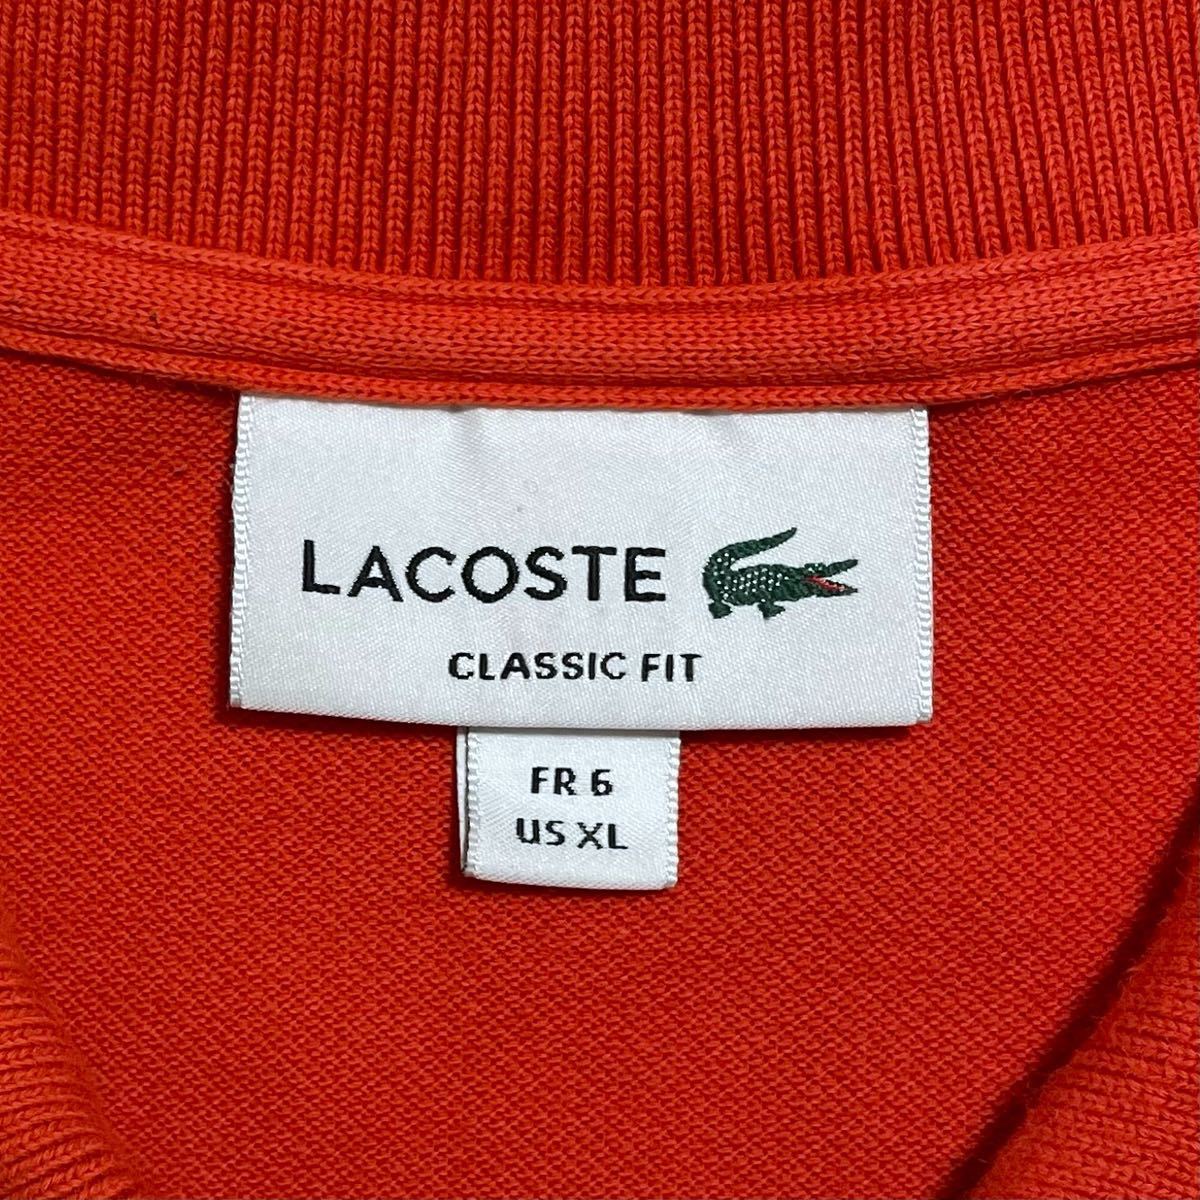 LACOSTE
CLASSIC FIT
FR 6
US XL